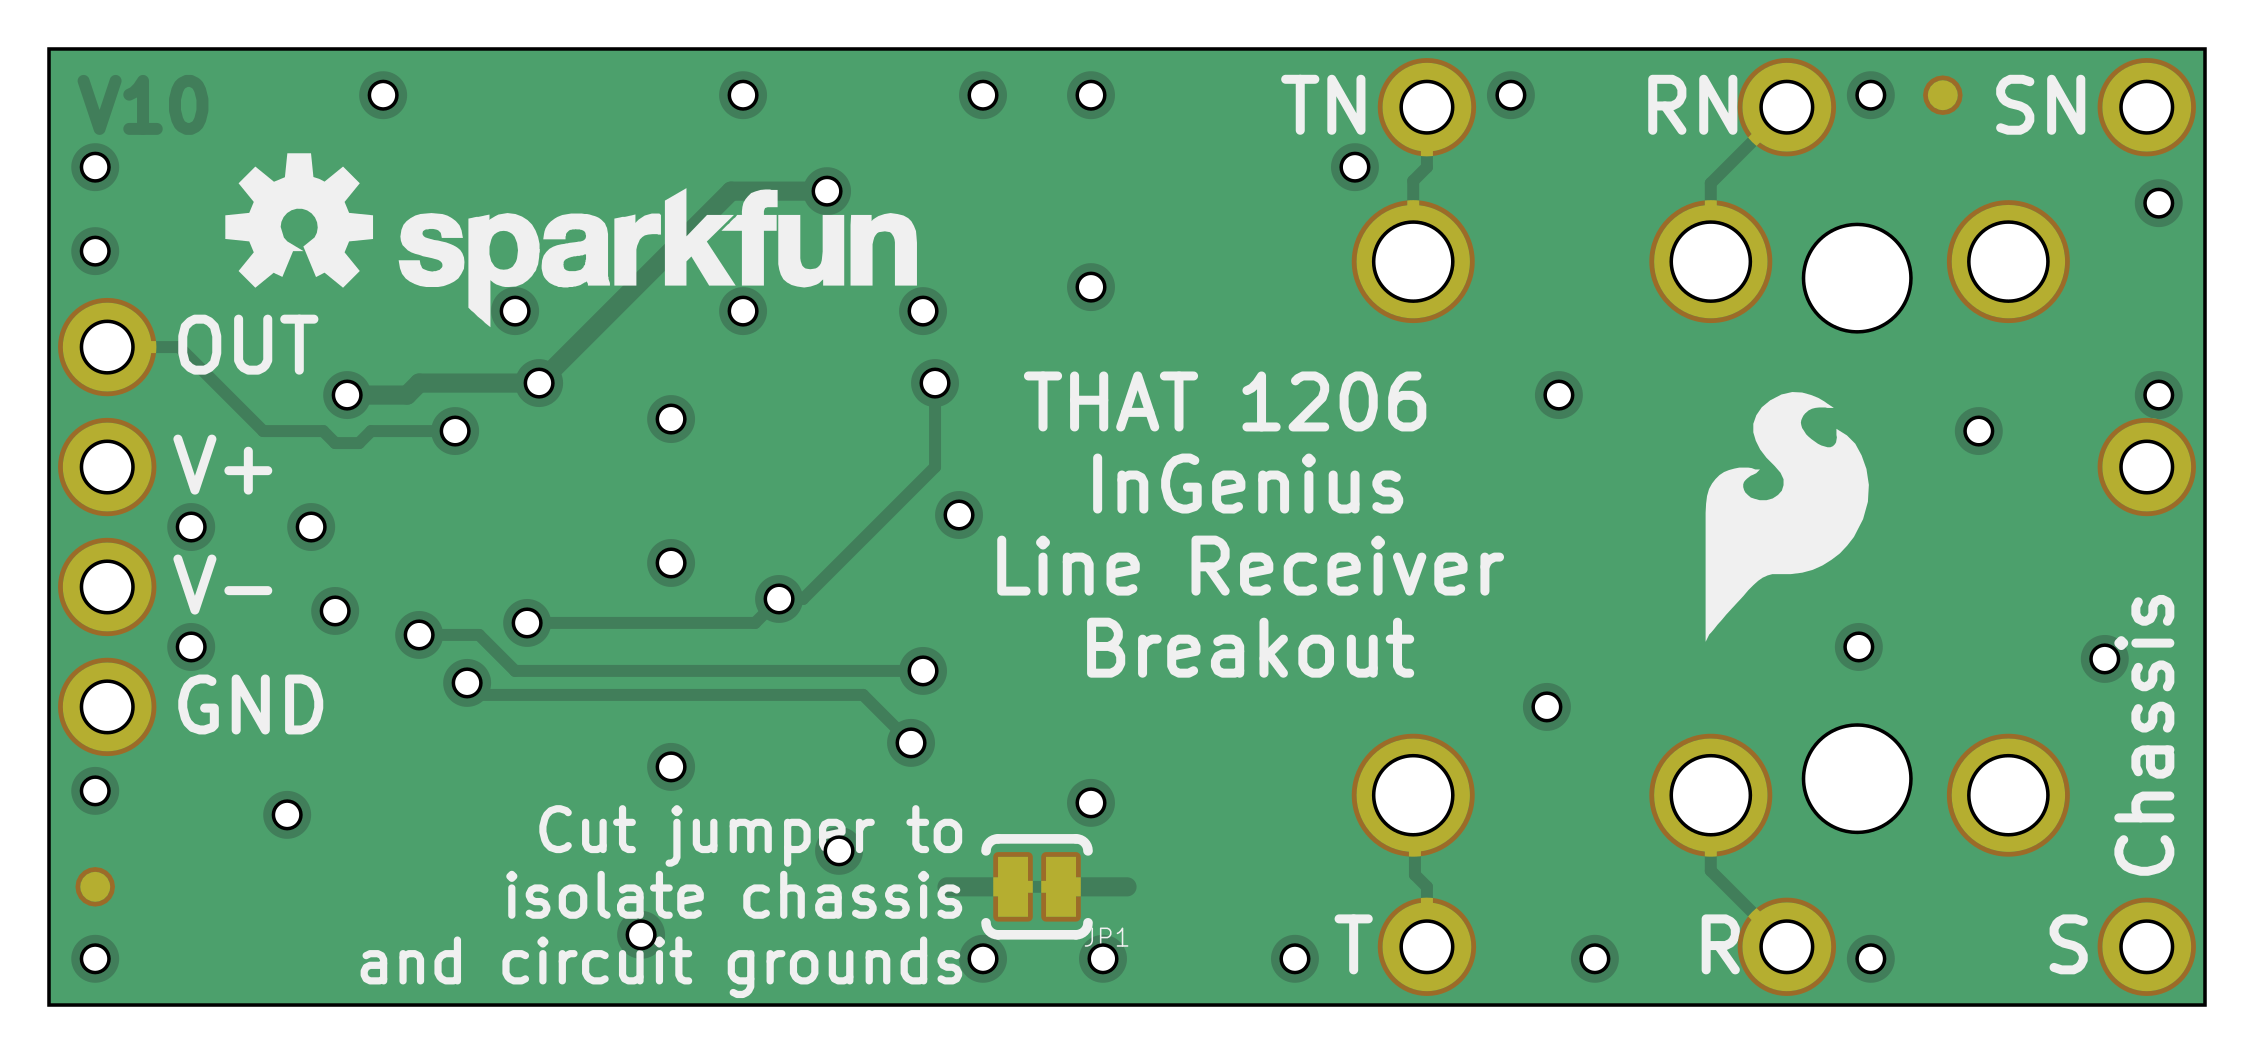 V10
TN
RN
SN
sparkfun
OUT
V+
V-
GND
THAT 1206
InGenius
Line Receiver
Breakout
Chassis
Cut jumper to
isolate chassis
and circuit grounds
JP1
T
R
S